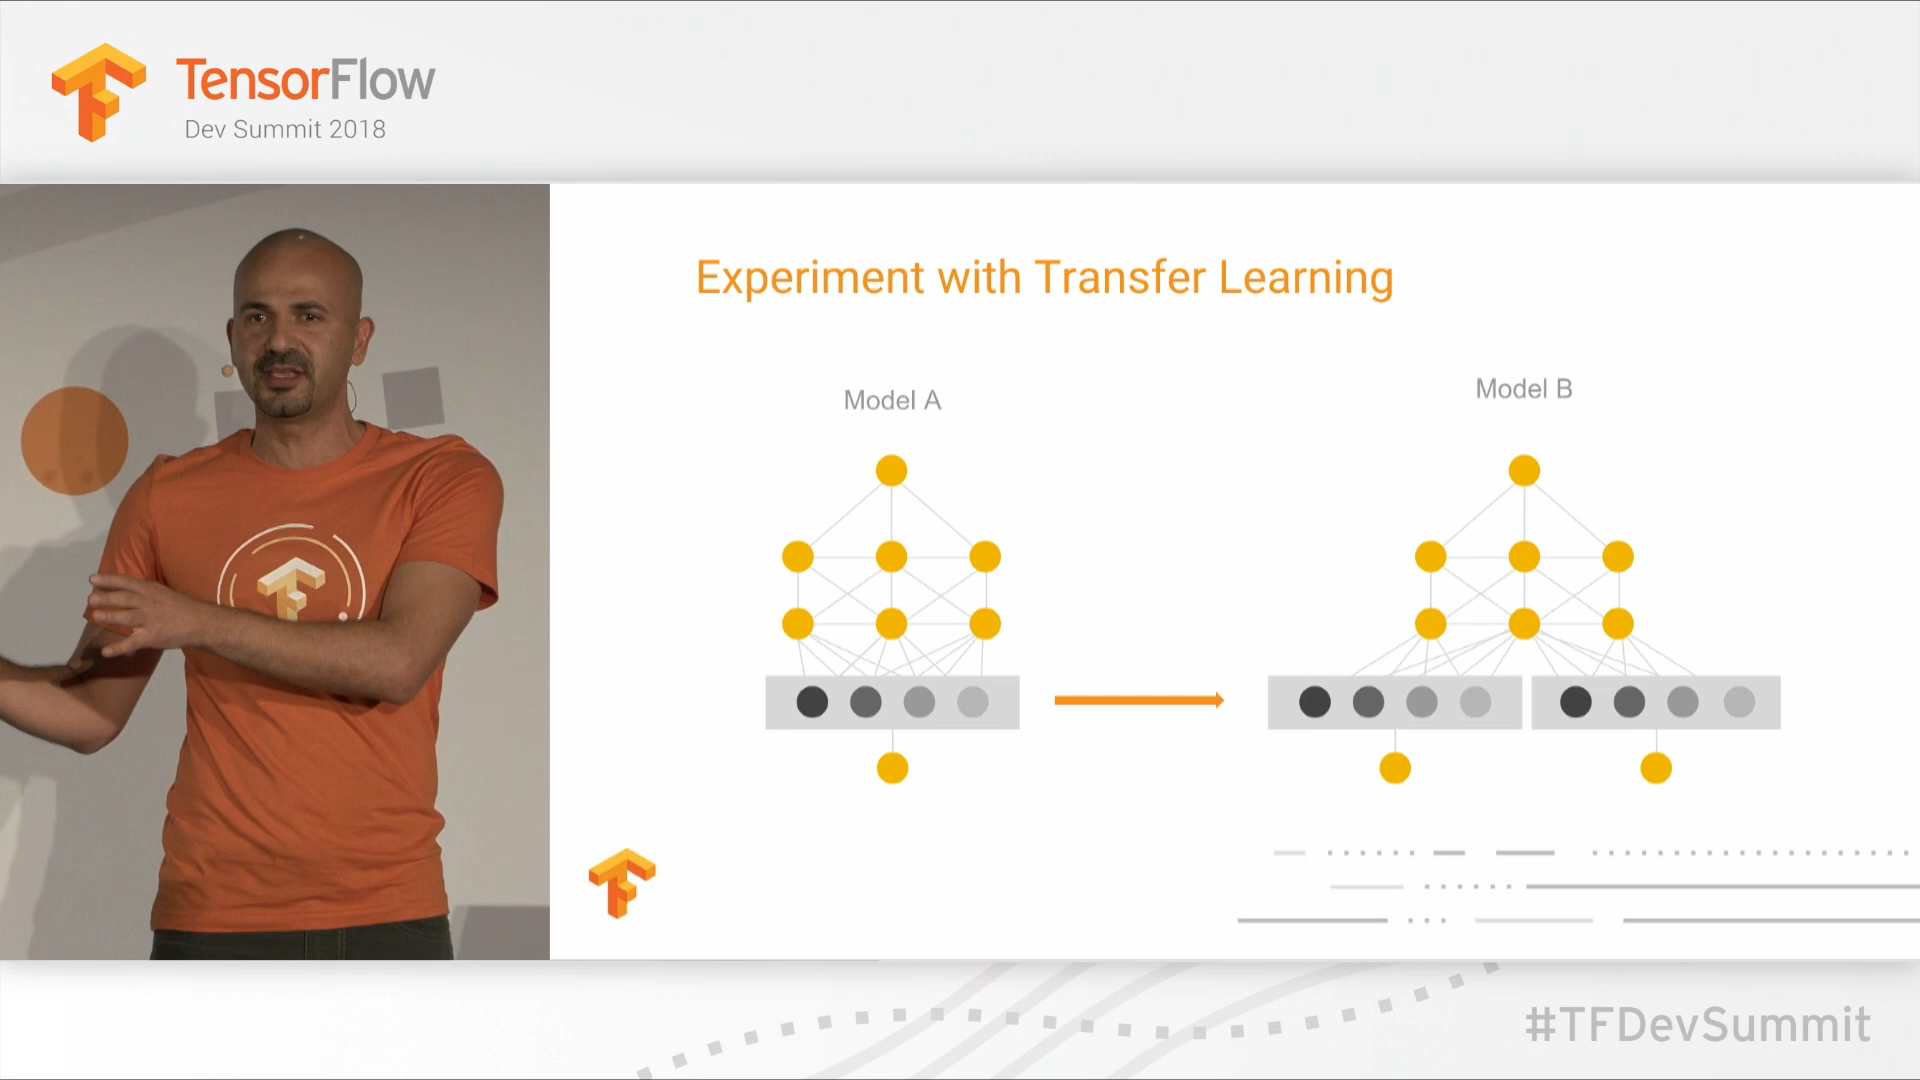 TensorFlow
Dev Summit 2018
Experiment with Transfer Learning
Model A
Model B
#TFDevSummit